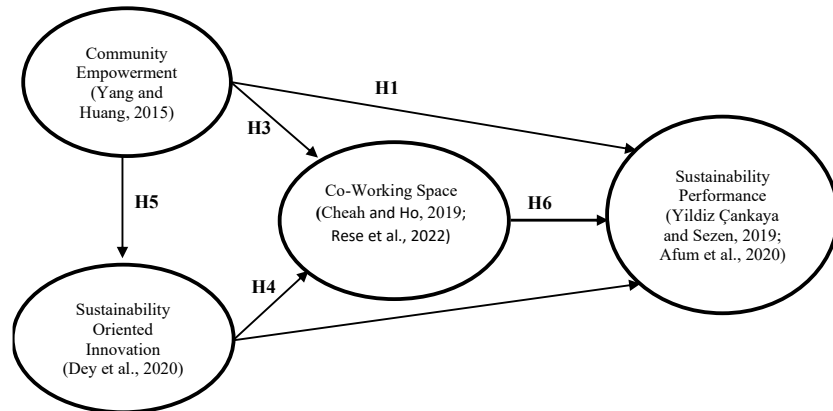 Community
Empowerment
(Yang and
Huang, 2015)
H1
H3
H5
Co-Working Space
(Cheah and Ho, 2019;
Rese et al., 2022)
H6
Sustainability
Performance
(Yildiz Çankaya
and Sezen, 2019;
Afum et al., 2020)
H4
Sustainability
Oriented
Innovation
(Dey et al., 2020)